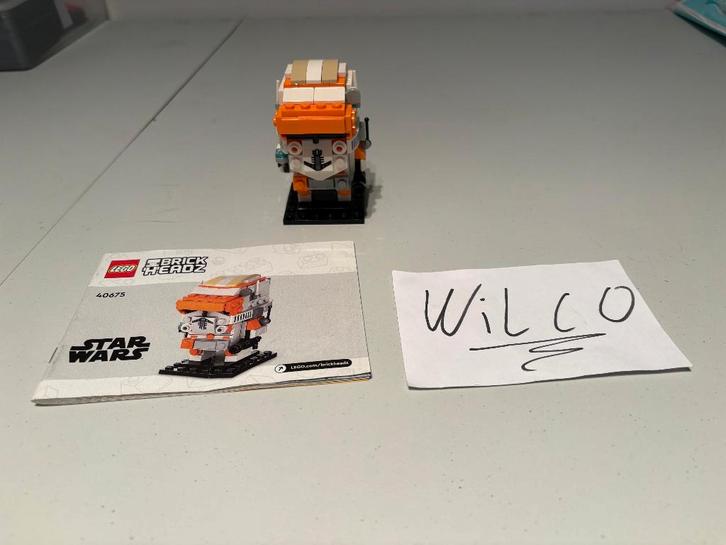 LEGO BRICK HEADZ
40675
STAR WARS
LEGO.com/brickheadz
WiLCO